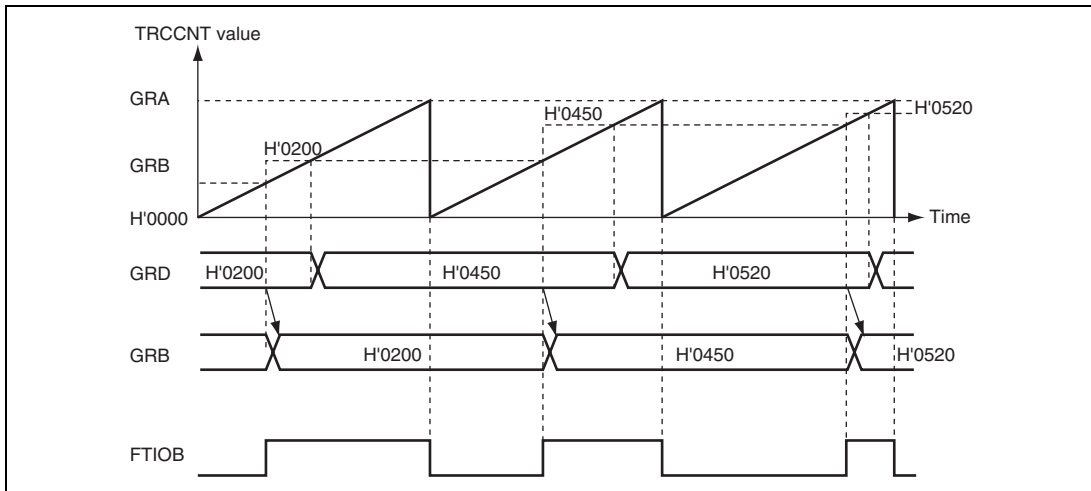 TRCCNT value
GRA
H'0450
H'0520
H'0200
GRB
H'0000
Time
GRD
H'0200
H'0450
H'0520
GRB
H'0200
H'0450
H'0520
FTIOB